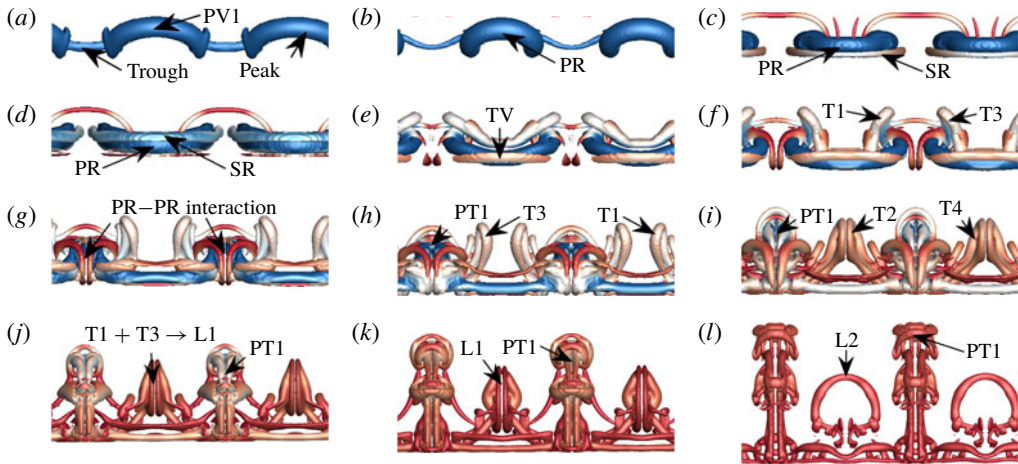 (a) PV1
Trough Peak
(b)
PR
(c)
PR SR
(d)
PR SR
(e) TV
(f) T1 T3
(g) PR−PR interaction
(h) PT1 T3 T1
(i) PT1 T2 T4
(j) T1 + T3 → L1
PT1
(k)
L1 PT1
(l)
L2 PT1